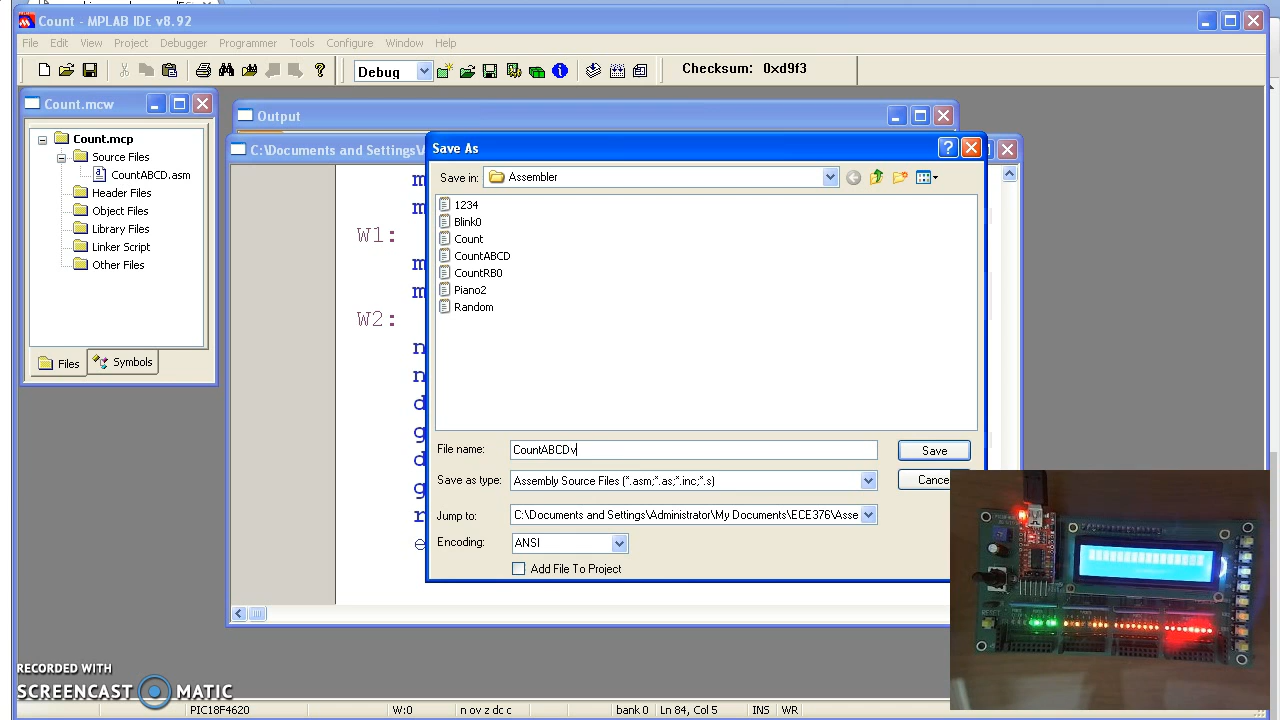 Count - MPLAB IDE v8.92
File Edit View Project Debugger Programmer Tools Configure Window Help
Debug
Checksum: 0xd9f3
Count.mcw
Output
Count.mcp
Source Files
CountABCD.asm
Header Files
Object Files
Library Files
Linker Script
Other Files
Files
Symbols
C:\Documents and Settings\A
W1:
W2:
Save As
Save in:
Assembler
1234
Blink0
Count
CountABCD
CountRB0
Piano2
Random
File name:
CountABCDv
Save
Save as type:
Assembly Source Files (*.asm;*.as;*.inc;*.s)
Cance
Jump to:
C:\Documents and Settings\Administrator\My Documents\ECE376\Asse
Encoding:
ANSI
Add File To Project
RECORDED WITH
SCREENCAST MATIC
PIC18F4620
W:0
n ov z dc c
bank 0
Ln 84, Col 5
INS
WR